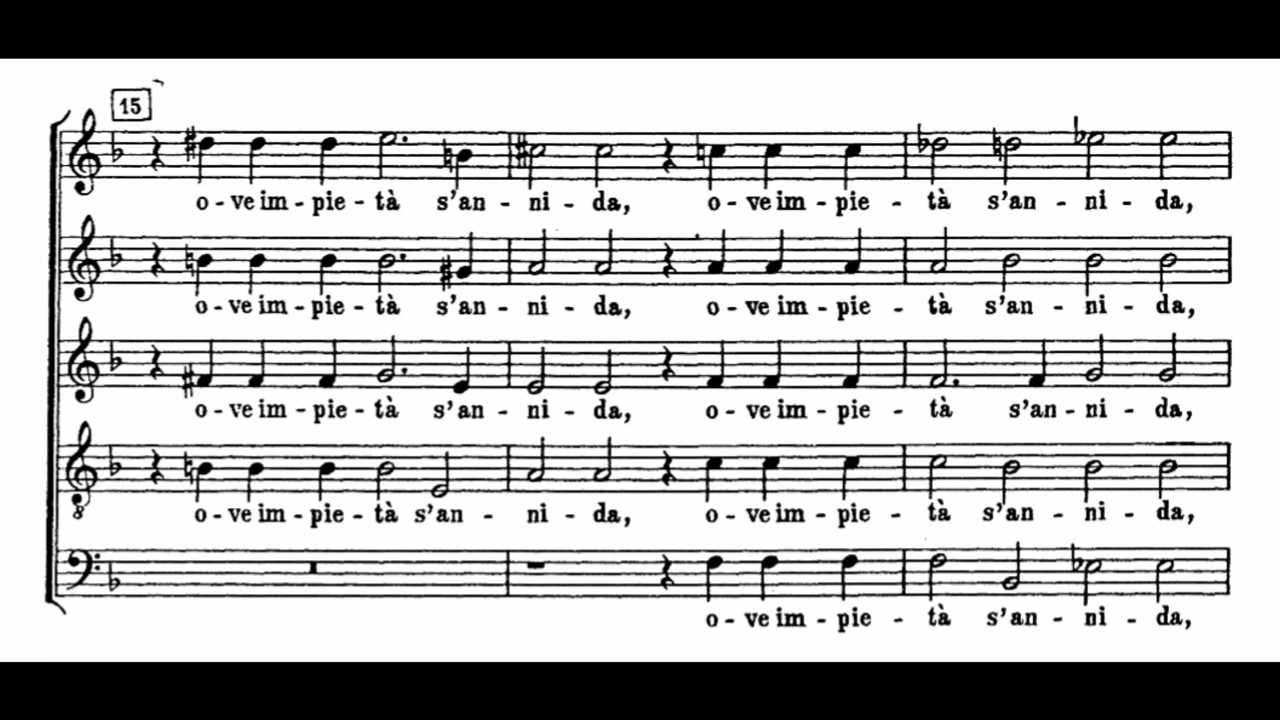 15
o - ve im - pie - tà s'an - ni - da, o - ve im - pie - tà s'an - ni - da,
o - ve im - pie - tà s'an - ni - da, o - ve im - pie - tà s'an - ni - da,
o - ve im - pie - tà s'an - ni - da, o - ve im - pie - tà s'an - ni - da,
8
o - ve im - pie - tà s'an - ni - da, o - ve im - pie - tà s'an - ni - da,
o - ve im - pie - tà s'an - ni - da,